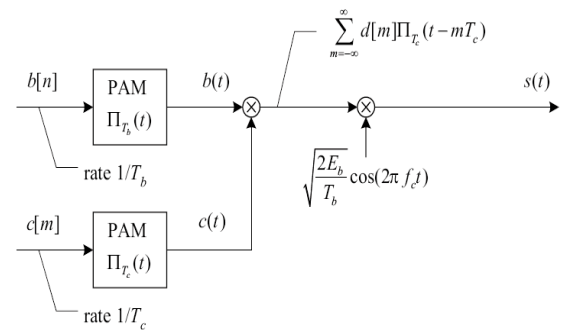 ∑_{m=-∞}^{∞} d[m]Π_{T_c}(t − mT_c)
b[n] PAM b(t) s(t)
Π_{T_b}(t)
rate 1/T_b
√(2E_b/T_b) cos(2π f_c t)
c[m] PAM c(t)
Π_{T_c}(t)
rate 1/T_c